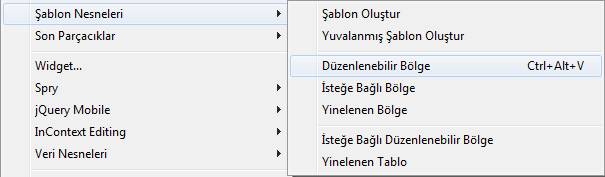 Şablon Nesneleri
Son Parçacıklar
Widget...
Spry
jQuery Mobile
InContext Editing
Veri Nesneleri
Şablon Oluştur
Yuvalanmış Şablon Oluştur
Düzenlenebilir Bölge Ctrl+Alt+V
İsteğe Bağlı Bölge
Yinelenen Bölge
İsteğe Bağlı Düzenlenebilir Bölge
Yinelenen Tablo